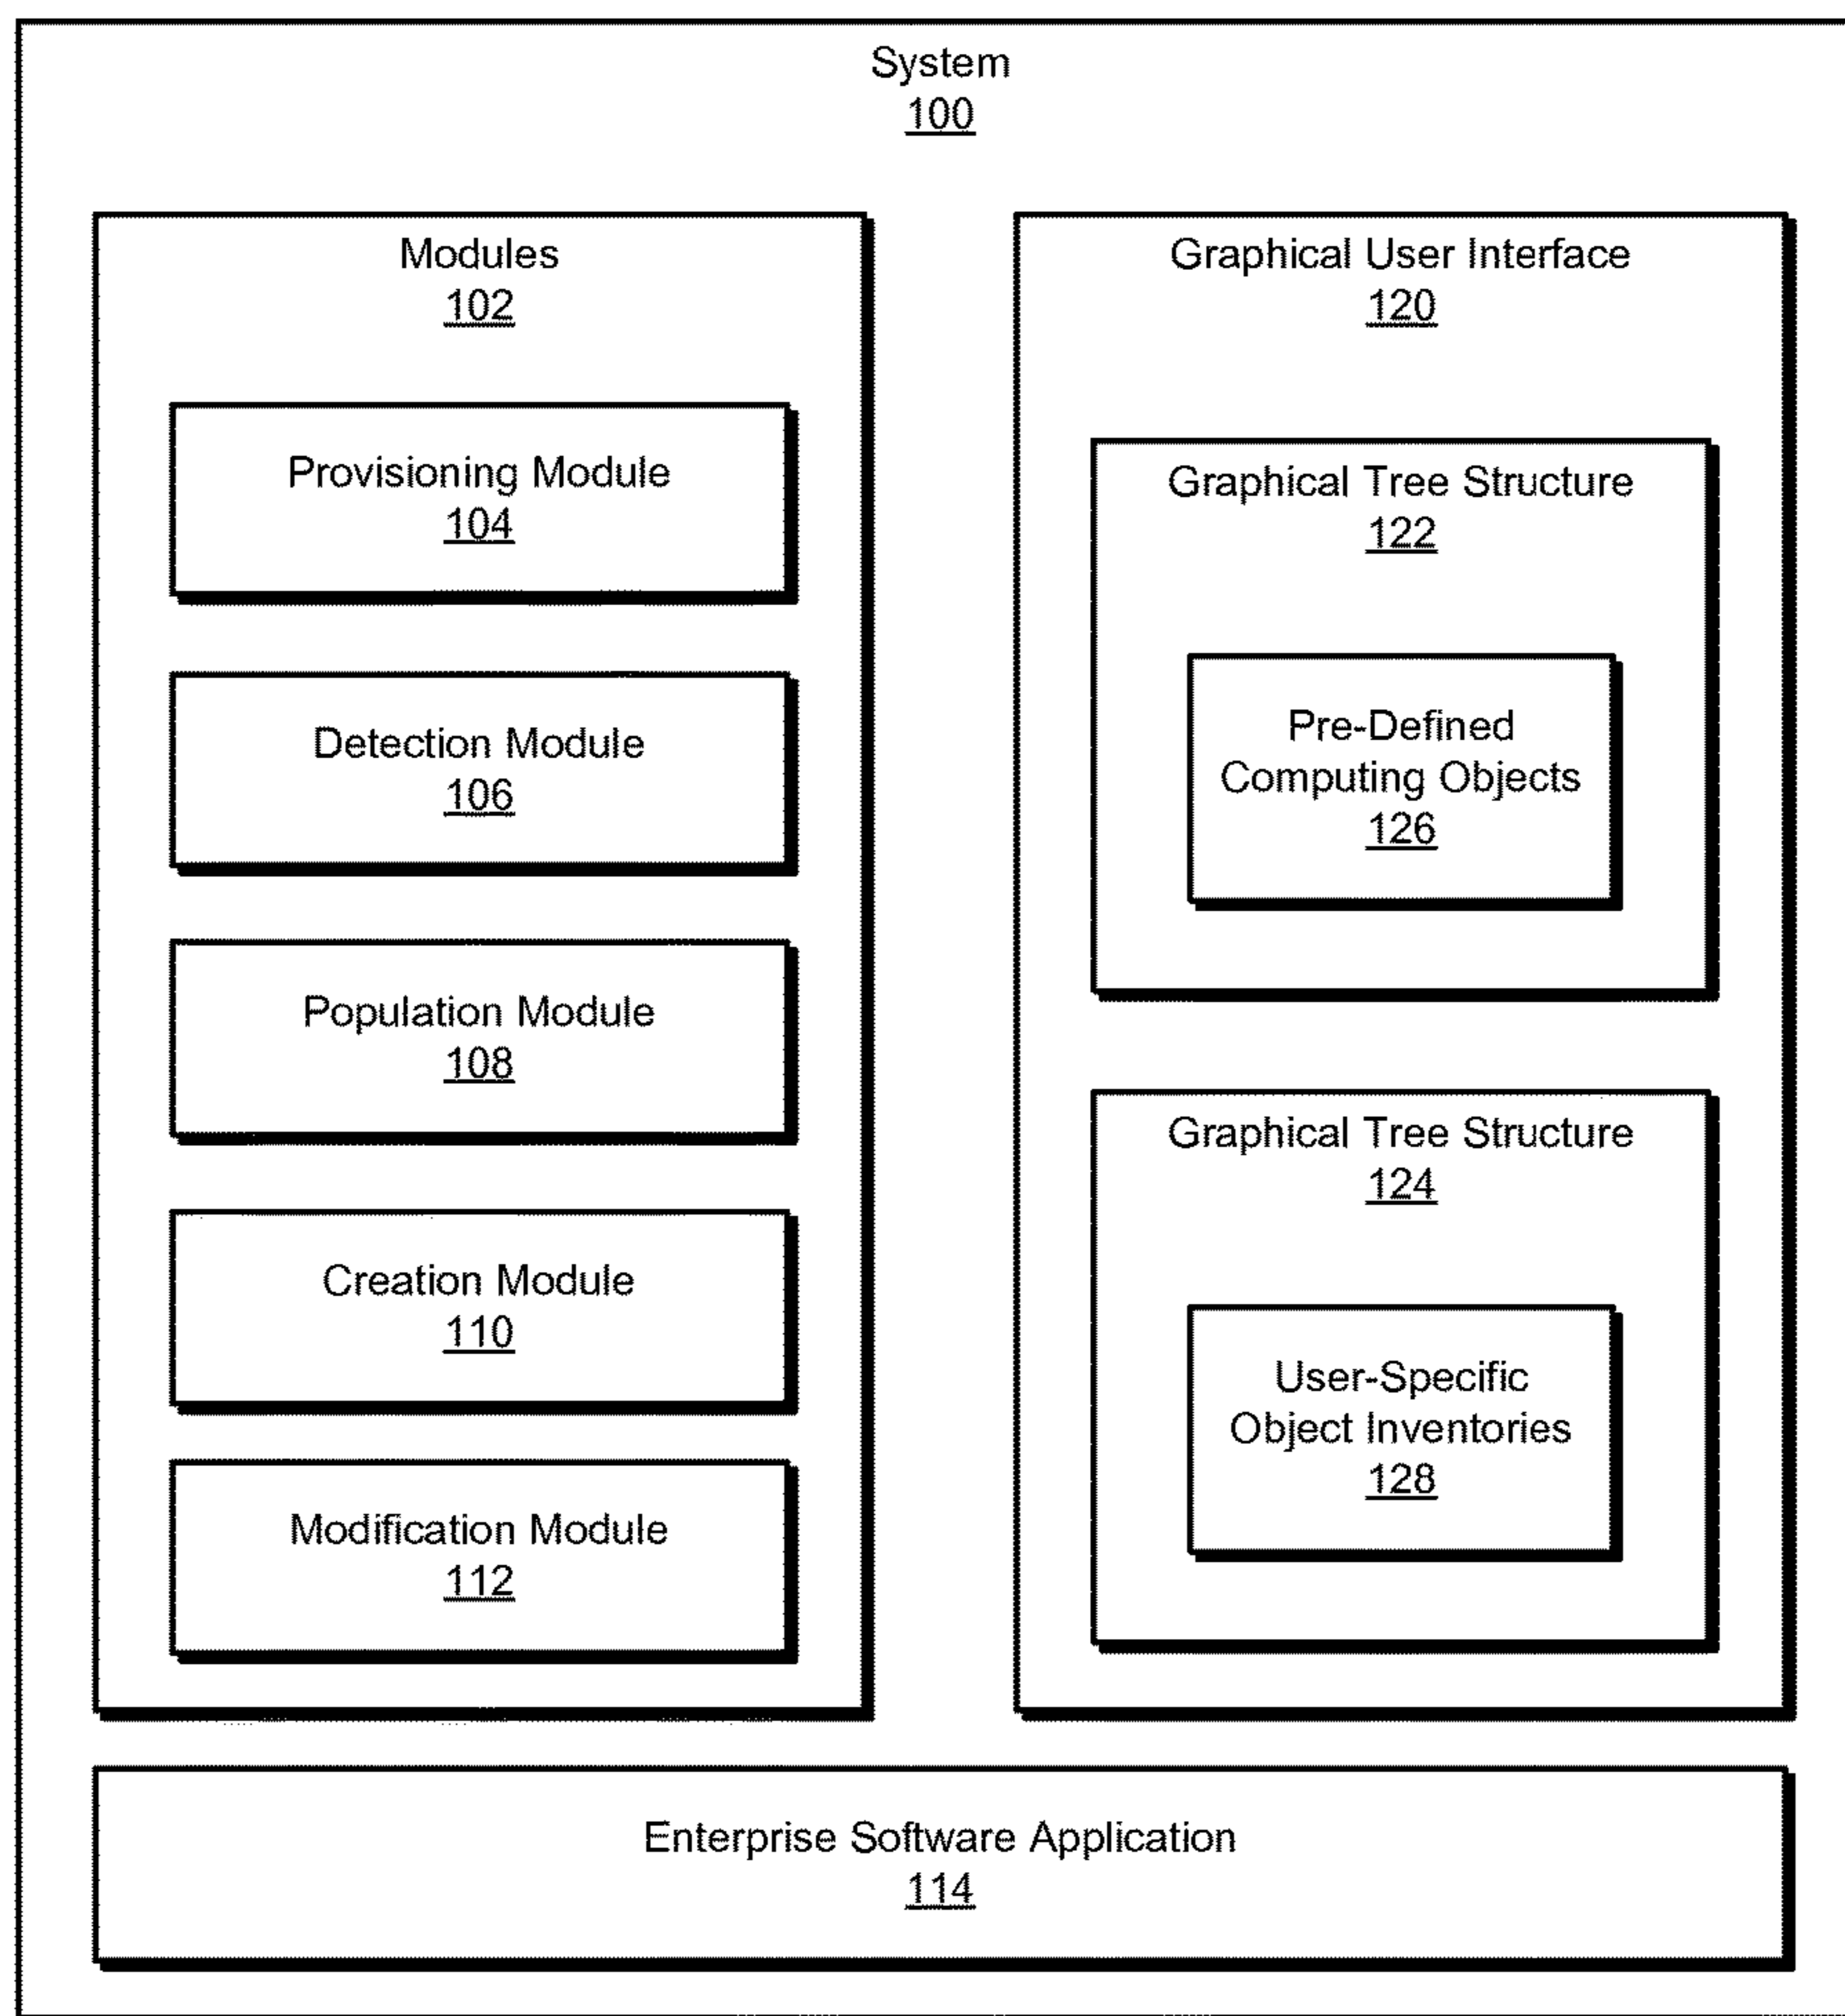 System
100
Modules
102
Provisioning Module
104
Detection Module
106
Population Module
108
Creation Module
110
Modification Module
112
Graphical User Interface
120
Graphical Tree Structure
122
Pre-Defined
Computing Objects
126
Graphical Tree Structure
124
User-Specific
Object Inventories
128
Enterprise Software Application
114